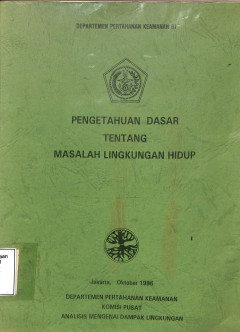 DEPARTEMEN PERTAHANAN KEAMANAN RI
PENGETAHUAN DASAR
TENTANG
MASALAH LINGKUNGAN HIDUP
Jakarta, Oktober 1996
DEPARTEMEN PERTAHANAN KEAMANAN
KOMISI PUSAT
ANALISIS MENGENAI DAMPAK LINGKUNGAN